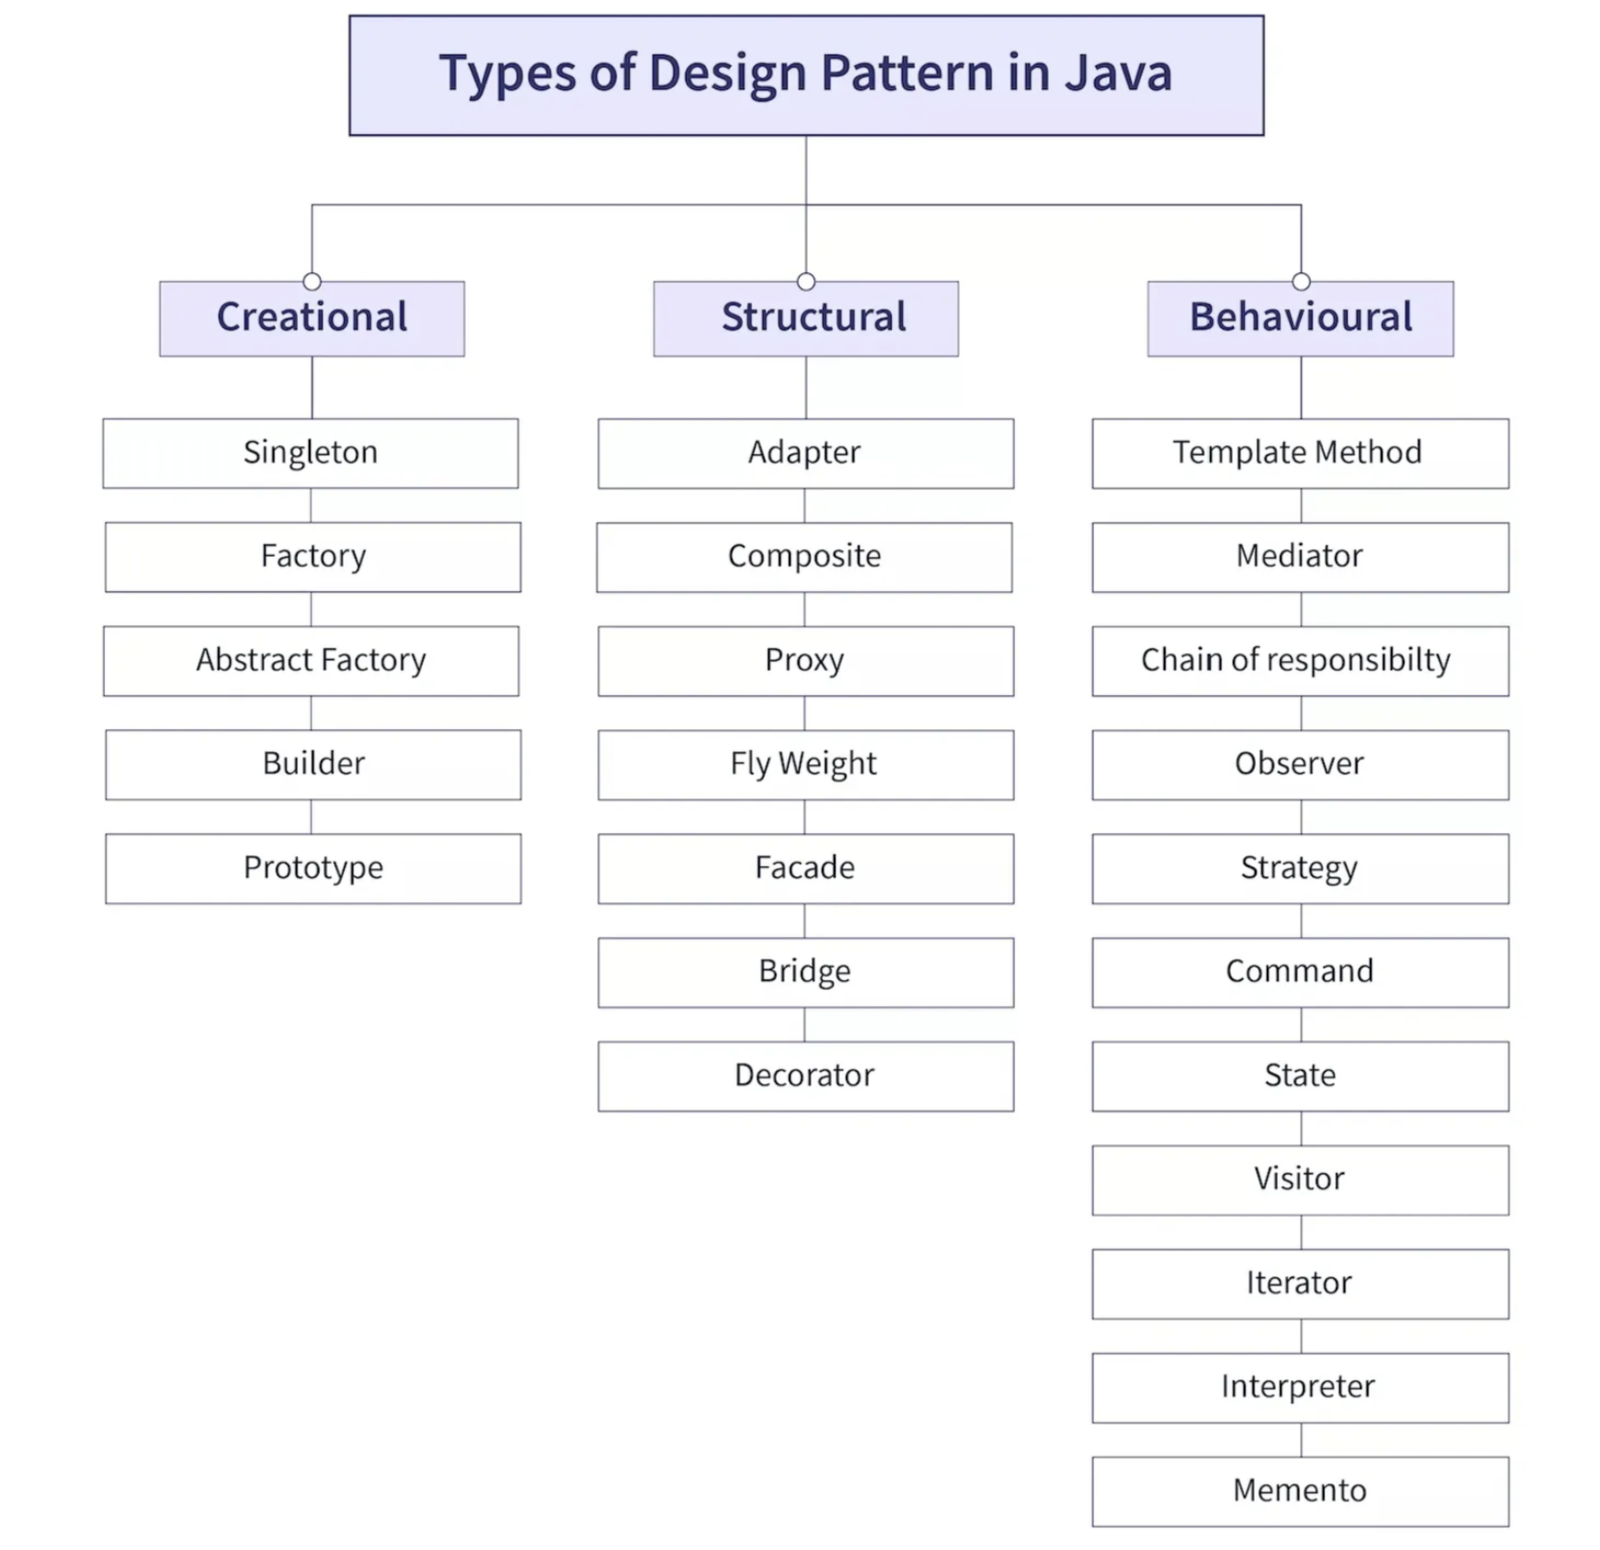 Types of Design Pattern in Java
Creational
Singleton
Factory
Abstract Factory
Builder
Prototype
Structural
Adapter
Composite
Proxy
Fly Weight
Facade
Bridge
Decorator
Behavioural
Template Method
Mediator
Chain of responsibilty
Observer
Strategy
Command
State
Visitor
Iterator
Interpreter
Memento